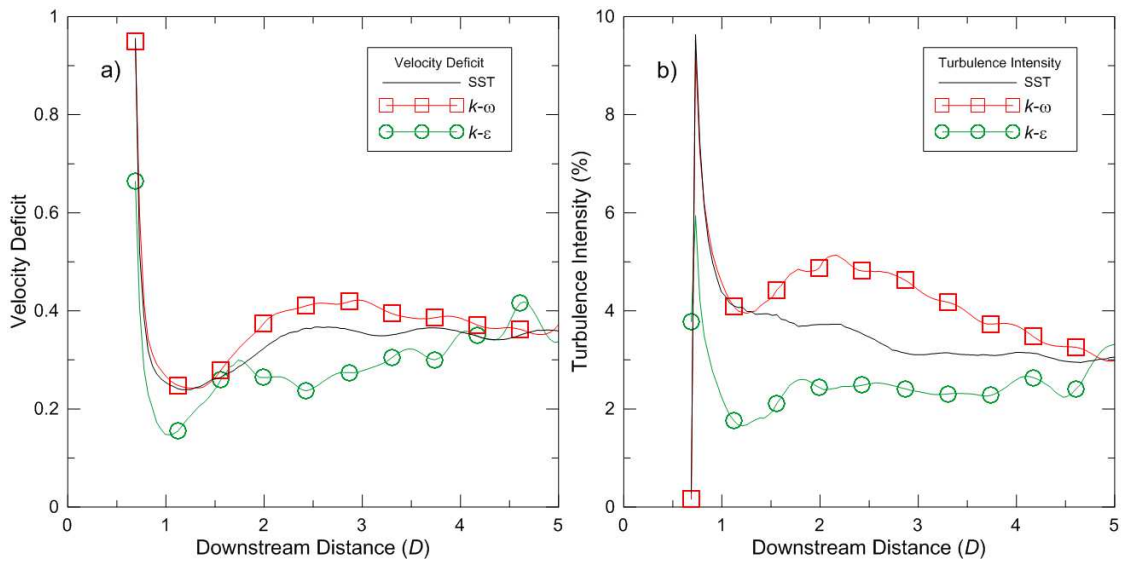 a)
Velocity Deficit
SST
k-ω
k-ε
1
0.8
0.6
0.4
0.2
0
Velocity Deficit
0 1 2 3 4 5
Downstream Distance (D)
b)
Turbulence Intensity
SST
k-ω
k-ε
10
8
6
4
2
0
Turbulence Intensity (%)
0 1 2 3 4 5
Downstream Distance (D)